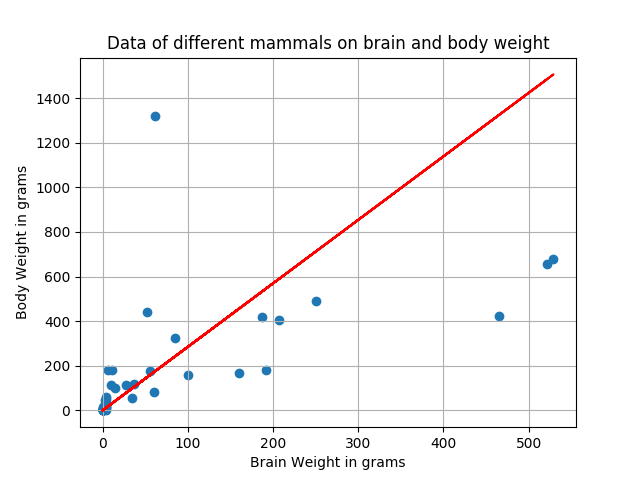 Data of different mammals on brain and body weight
1400
1200
1000
800
600
400
200
0
Body Weight in grams
0 100 200 300 400 500
Brain Weight in grams